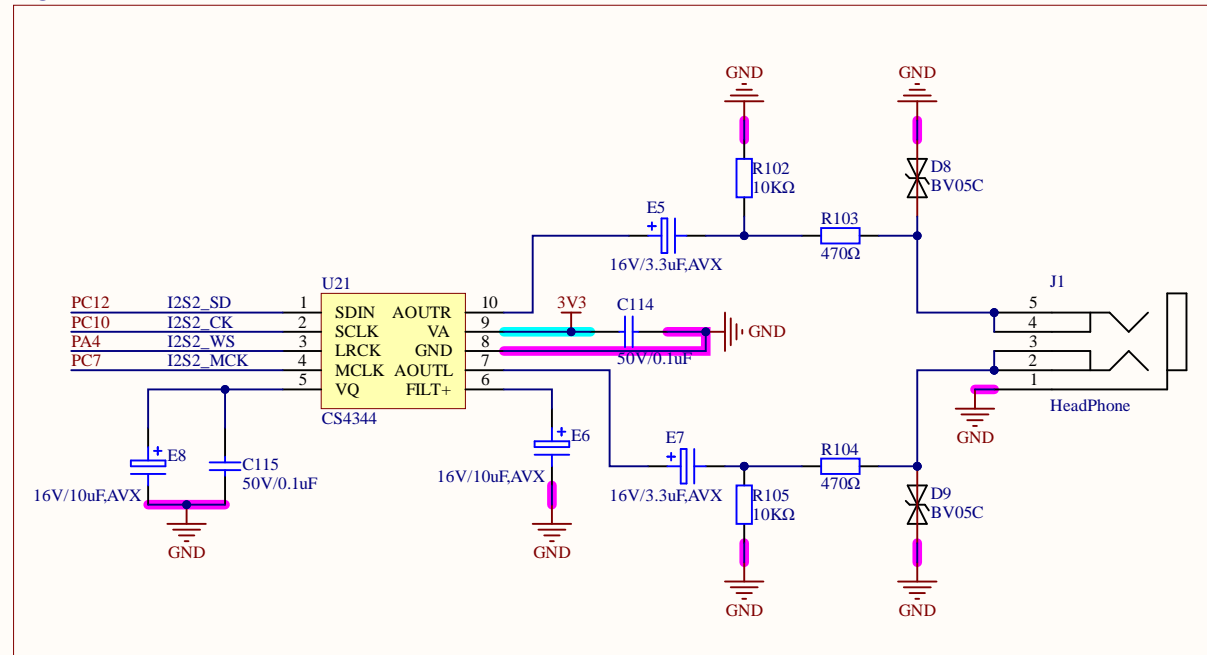 GND
GND
R102
10KΩ
D8
BV05C
E5
+
16V/3.3uF,AVX
R103
470Ω
U21
J1
PC12 I2S2_SD 1 SDIN AOUTR 10
3V3
C114
5
PC10 I2S2_CK 2 SCLK VA 9
GND
4
PA4 I2S2_WS 3 LRCK GND 8
50V/0.1uF
3
PC7 I2S2_MCK 4 MCLK AOUTL 7
2
5 VQ FILT+ 6
1
CS4344
HeadPhone
GND
+
E8
C115
50V/0.1uF
16V/10uF,AVX
GND
+
E6
16V/10uF,AVX
GND
E7
+
16V/3.3uF,AVX
R104
470Ω
R105
10KΩ
D9
BV05C
GND
GND